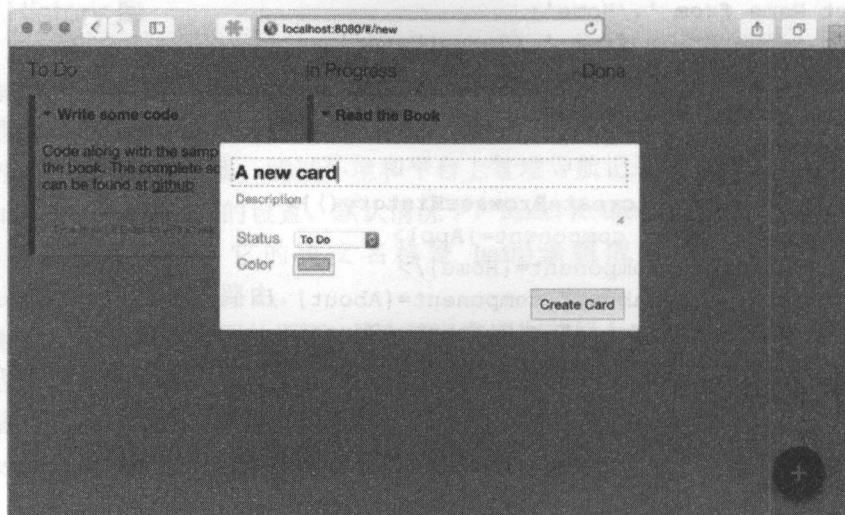 localhost:8080/#/new
To Do
In Progress
Done
Write some code
Read the Book
Code along with the samp
the book. The complete so
can be found at github
A new card
Description
Status To Do
Color
Create Card
+